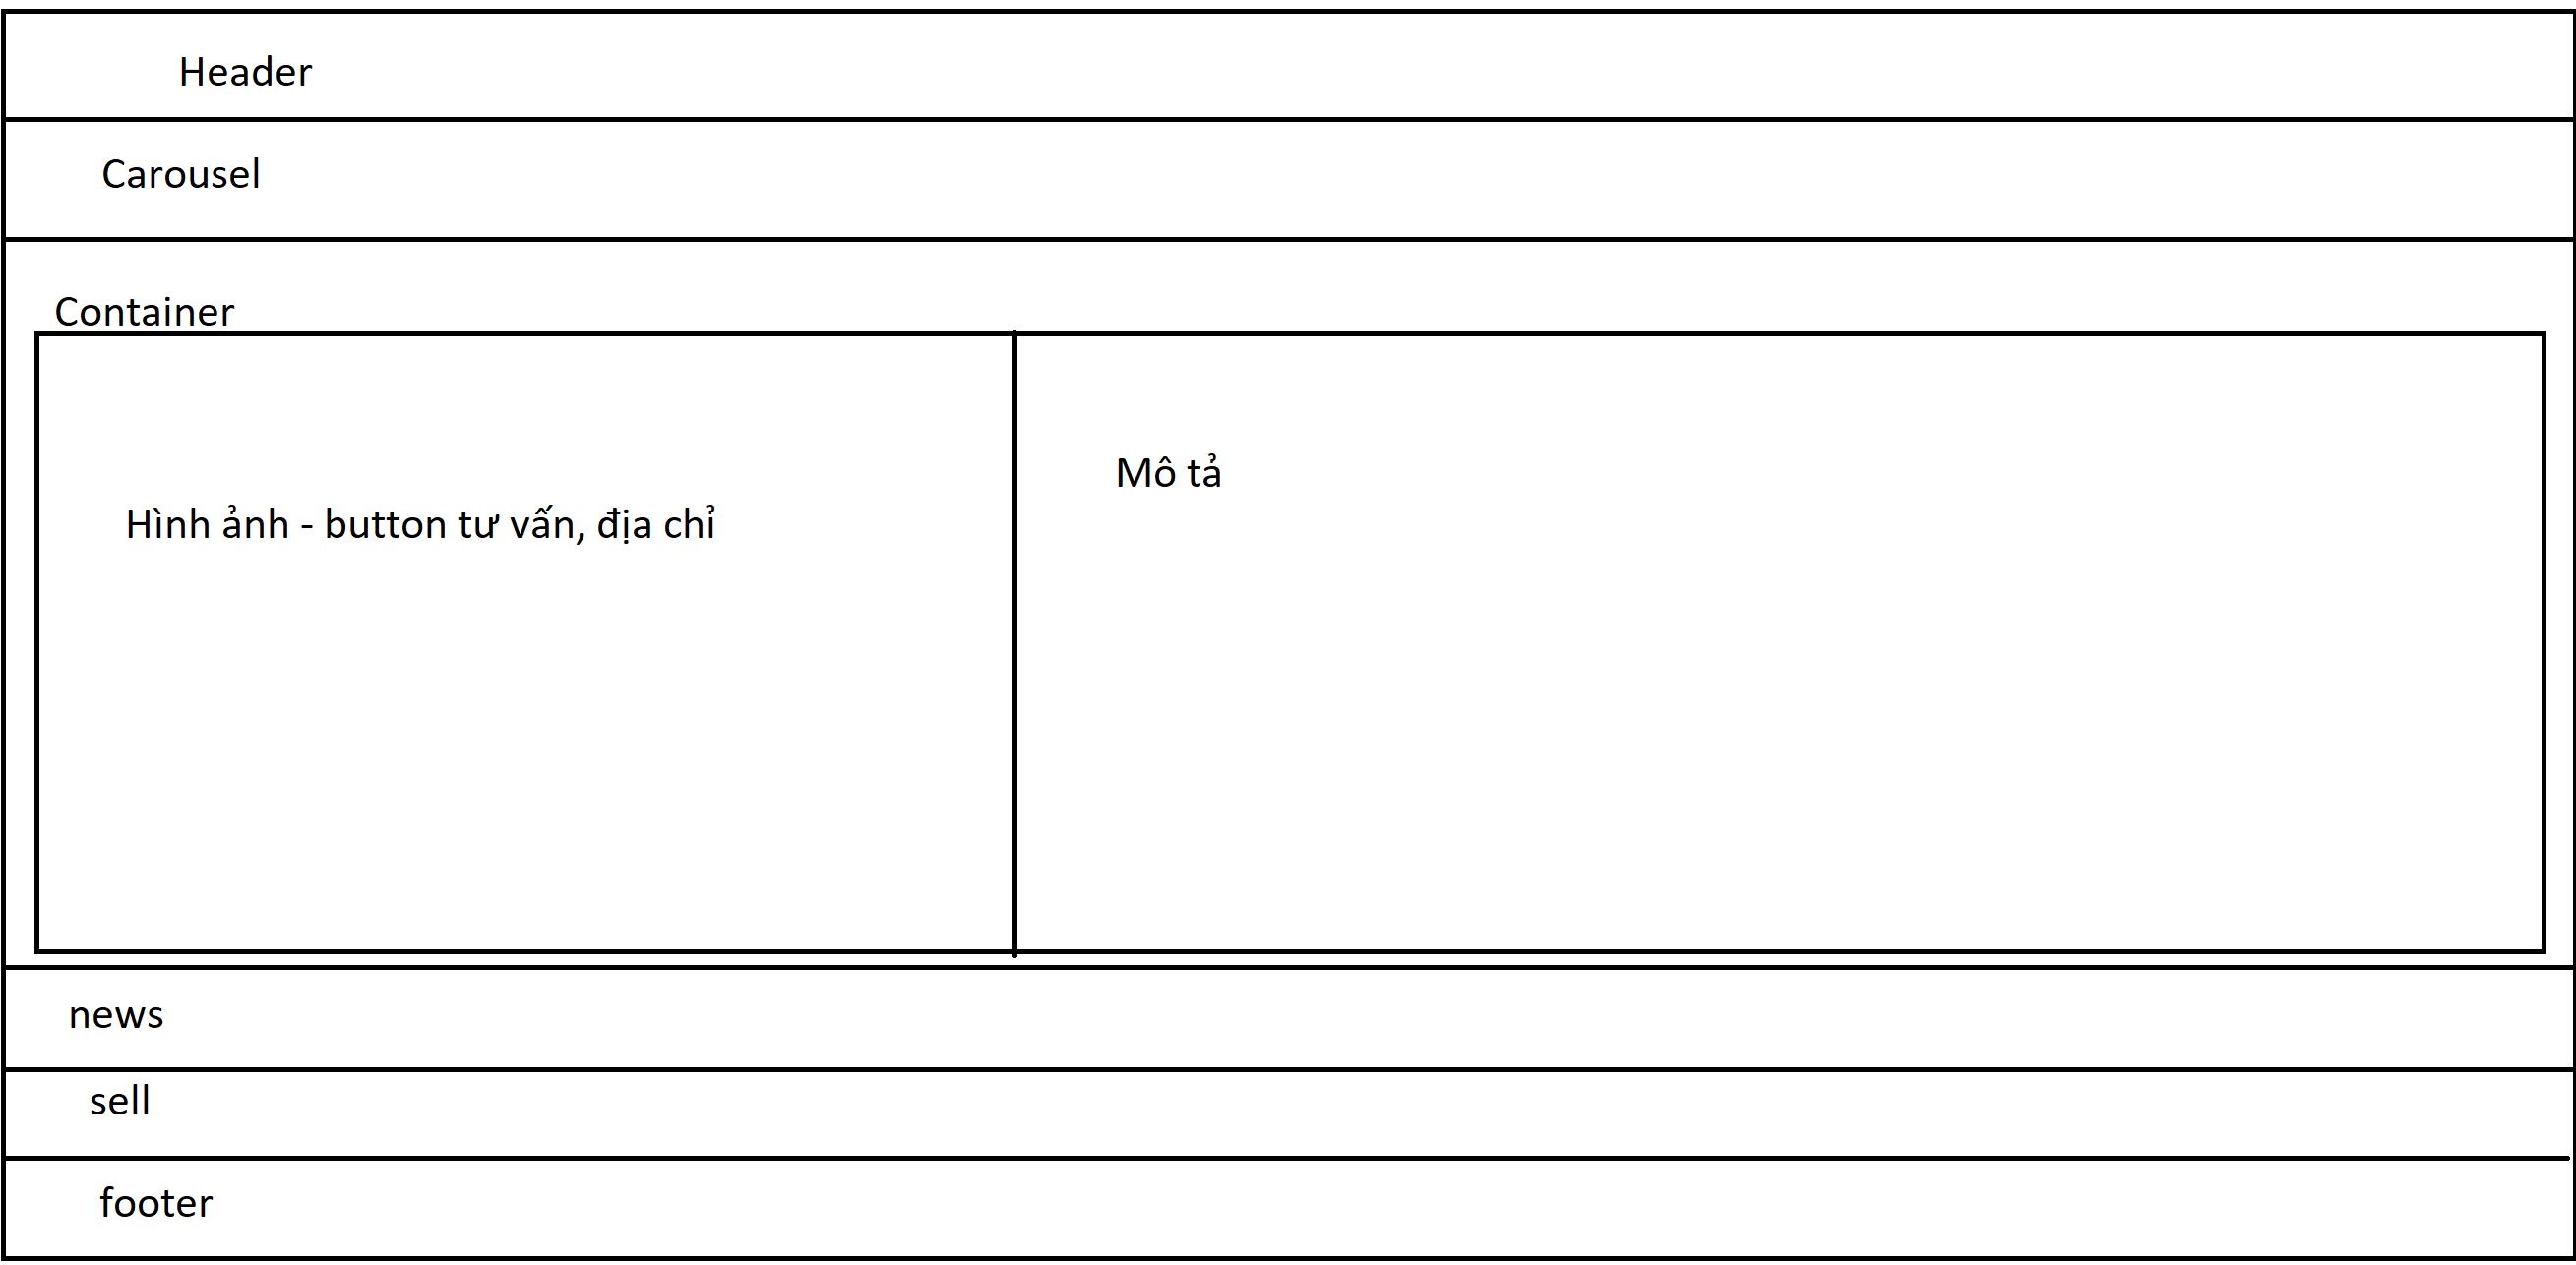 Header
Carousel
Container
Hình ảnh - button tư vấn, địa chỉ
Mô tả
news
sell
footer